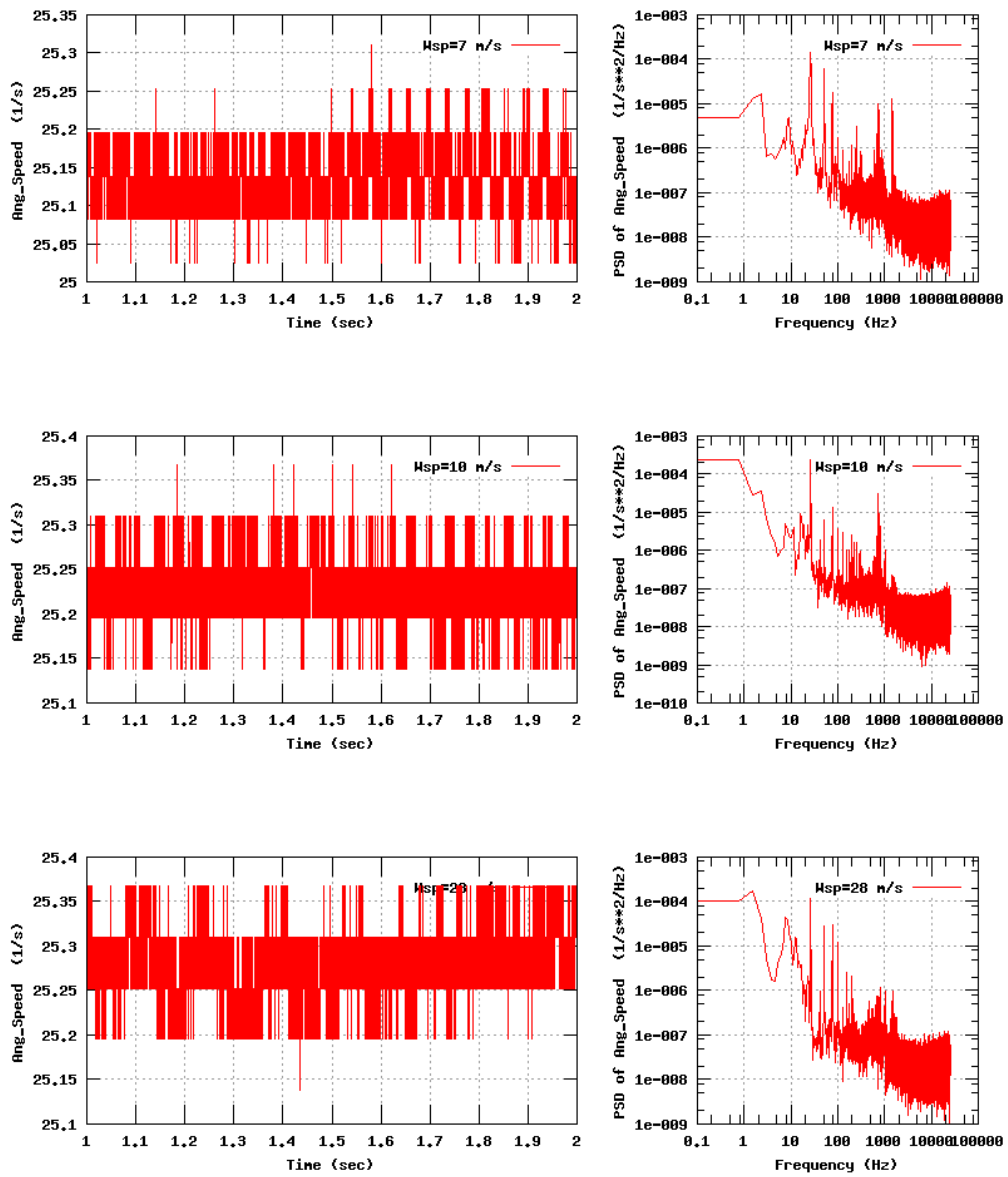 25.35
25.3
25.25
25.2
25.15
25.1
25.05
25
Ang_Speed (1/s)
Wsp=7 m/s
1 1.1 1.2 1.3 1.4 1.5 1.6 1.7 1.8 1.9 2
Time (sec)
1e-003
1e-004
1e-005
1e-006
1e-007
1e-008
1e-009
PSD of Ang_Speed (1/s**2/Hz)
Wsp=7 m/s
0.1 1 10 100 1000 10000 100000
Frequency (Hz)
25.4
25.35
25.3
25.25
25.2
25.15
25.1
Ang_Speed (1/s)
Wsp=10 m/s
1 1.1 1.2 1.3 1.4 1.5 1.6 1.7 1.8 1.9 2
Time (sec)
1e-003
1e-004
1e-005
1e-006
1e-007
1e-008
1e-009
1e-010
PSD of Ang_Speed (1/s**2/Hz)
Wsp=10 m/s
0.1 1 10 100 1000 10000 100000
Frequency (Hz)
25.4
25.35
25.3
25.25
25.2
25.15
25.1
Ang_Speed (1/s)
1 1.1 1.2 1.3 1.4 1.5 1.6 1.7 1.8 1.9 2
Time (sec)
1e-003
1e-004
1e-005
1e-006
1e-007
1e-008
1e-009
PSD of Ang_Speed (1/s**2/Hz)
Wsp=28 m/s
0.1 1 10 100 1000 10000 100000
Frequency (Hz)